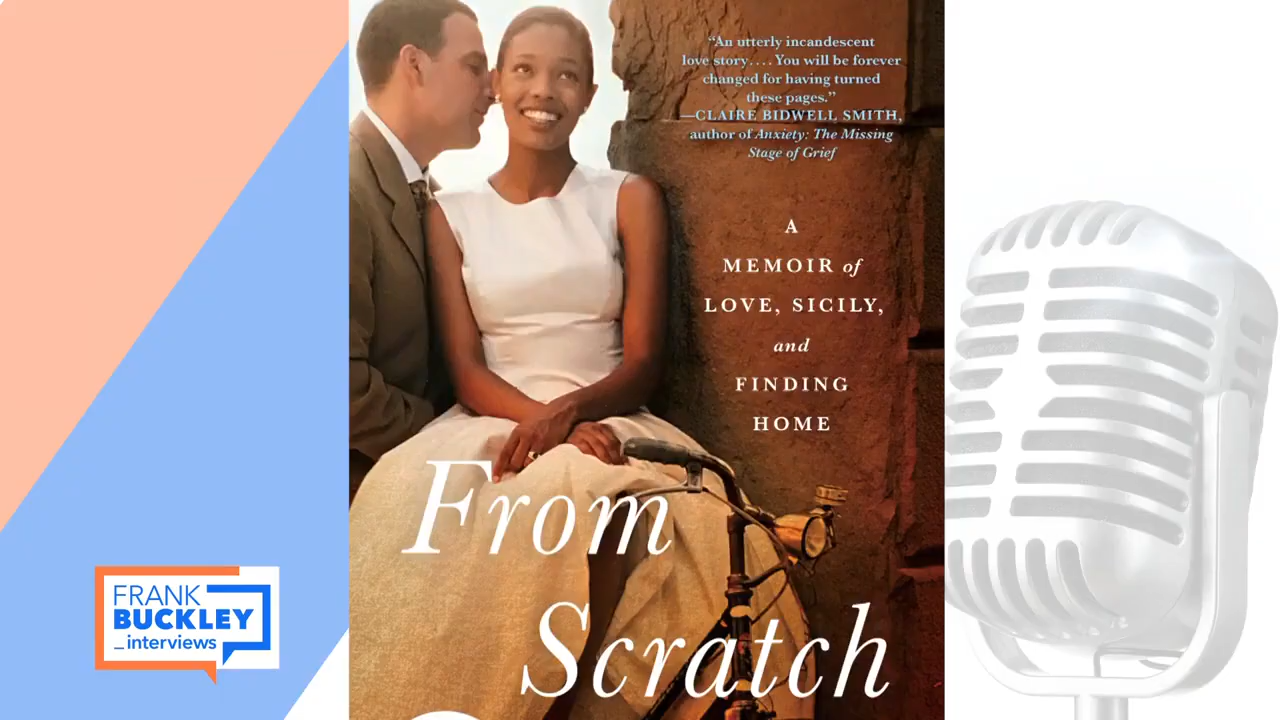 “An utterly incandescent
love story.... You will be forever
changed for having turned
these pages.”
—CLAIRE BIDWELL SMITH,
author of Anxiety: The Missing
Stage of Grief
A
MEMOIR of
LOVE, SICILY,
and
FINDING
HOME
From
Scratch
FRANK
BUCKLEY
_interviews